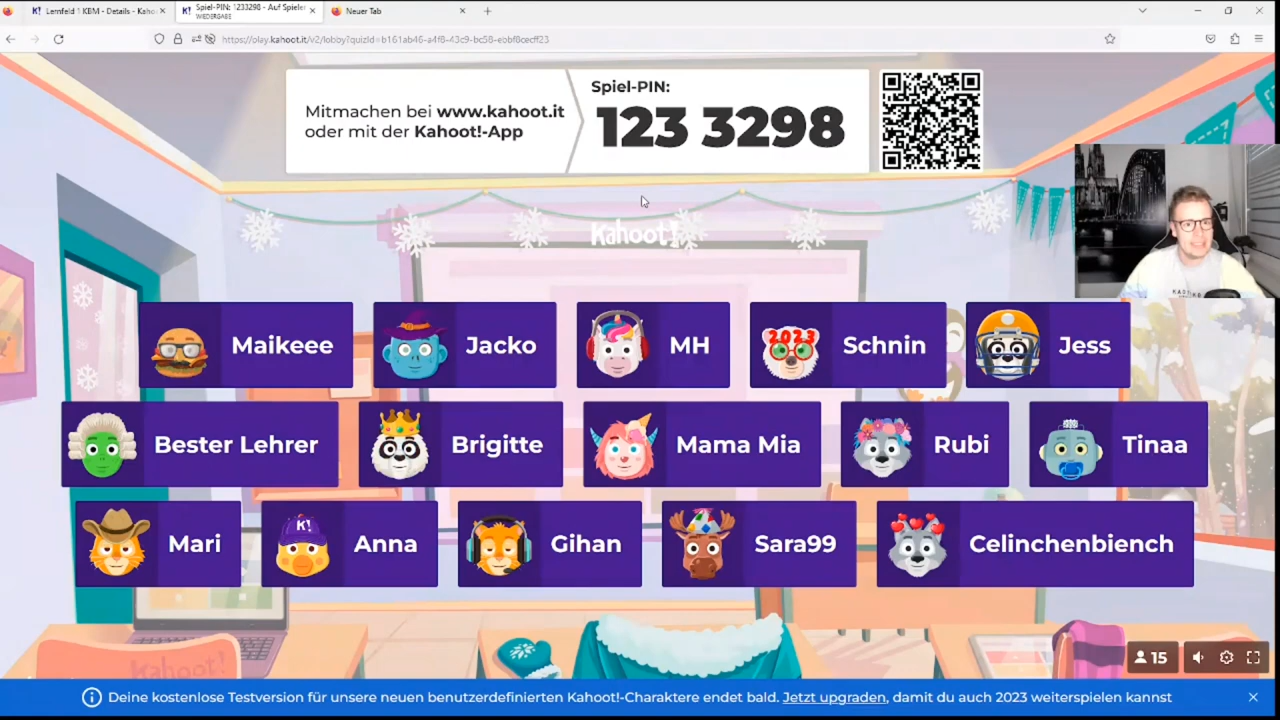 Lernfeld 1 KBM - Details - Kaho
Spiel-PIN: 1233298 - Auf Spieler
WIEDERGABE
Neuer Tab
https://play.kahoot.it/v2/lobby?quizId=b161ab46-a4f8-43c9-bc58-ebbf8cecff23
Mitmachen bei www.kahoot.it
oder mit der Kahoot!-App
Spiel-PIN:
123 3298
Kahoot!
Maikeee
Jacko
MH
2023
Schnin
Jess
Bester Lehrer
Brigitte
Mama Mia
Rubi
Tinaa
Mari
K!
Anna
Gihan
Sara99
Celinchenbiench
Kahoot!
15
Deine kostenlose Testversion für unsere neuen benutzerdefinierten Kahoot!-Charaktere endet bald. Jetzt upgraden, damit du auch 2023 weiterspielen kannst